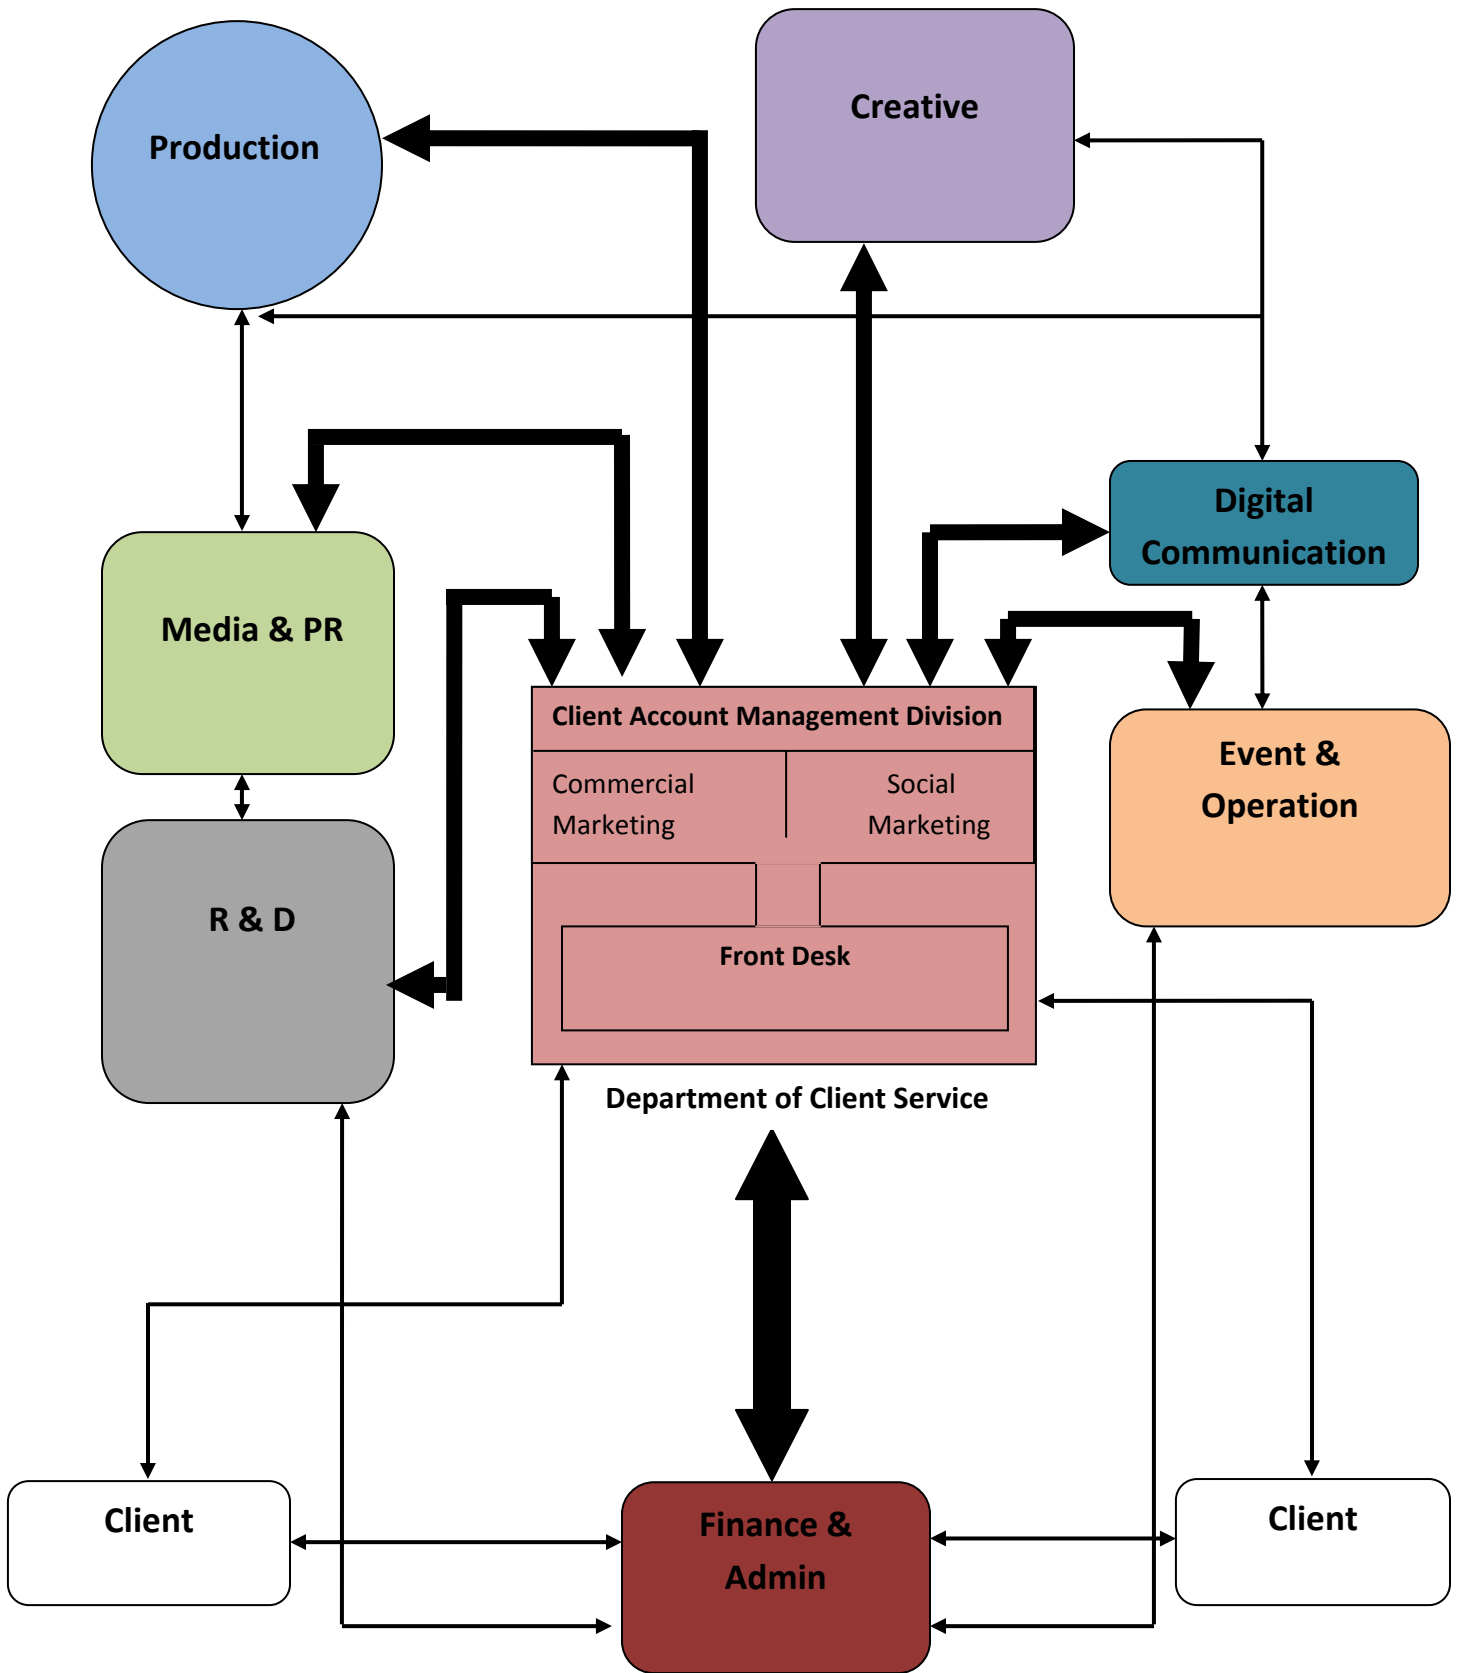 Production
Creative
Digital
Communication
Media & PR
Client Account Management Division
Commercial
Marketing
Social
Marketing
Event &
Operation
R & D
Front Desk
Department of Client Service
Client
Finance &
Admin
Client